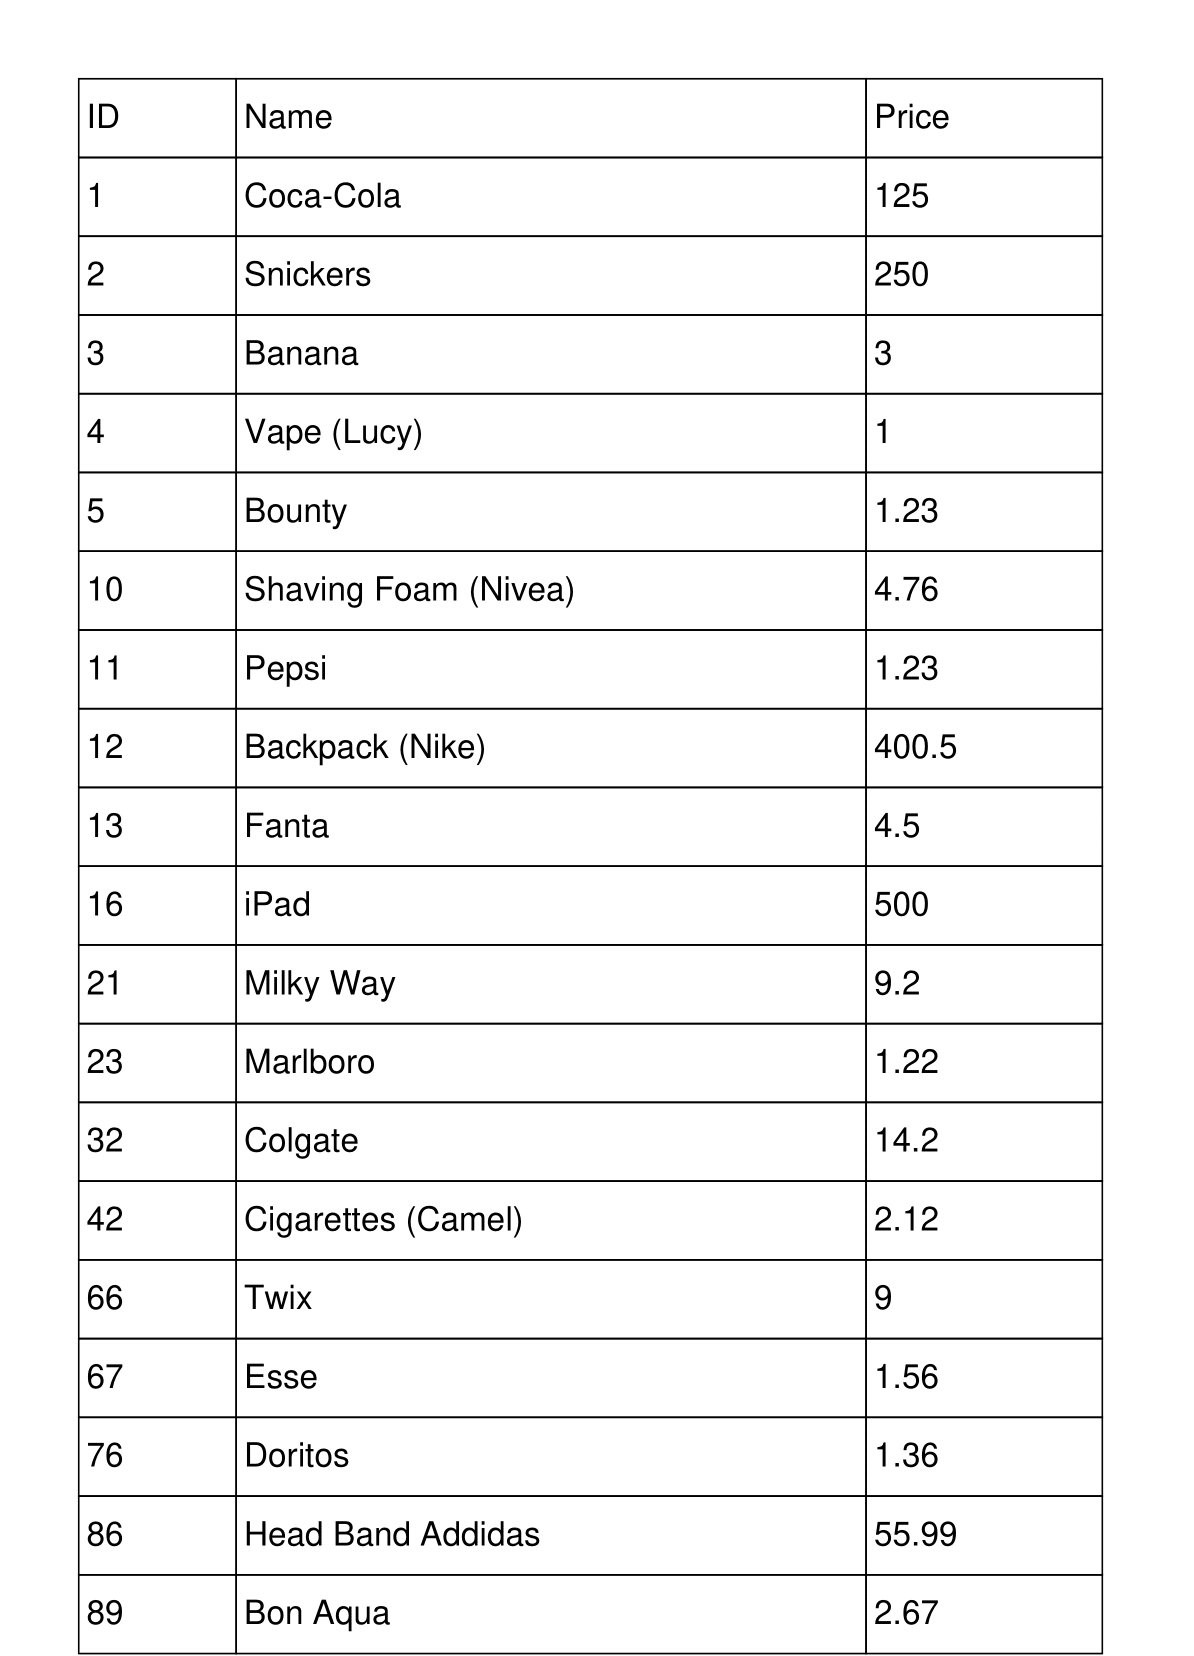 ID Name Price
1 Coca-Cola 125
2 Snickers 250
3 Banana 3
4 Vape (Lucy) 1
5 Bounty 1.23
10 Shaving Foam (Nivea) 4.76
11 Pepsi 1.23
12 Backpack (Nike) 400.5
13 Fanta 4.5
16 iPad 500
21 Milky Way 9.2
23 Marlboro 1.22
32 Colgate 14.2
42 Cigarettes (Camel) 2.12
66 Twix 9
67 Esse 1.56
76 Doritos 1.36
86 Head Band Addidas 55.99
89 Bon Aqua 2.67